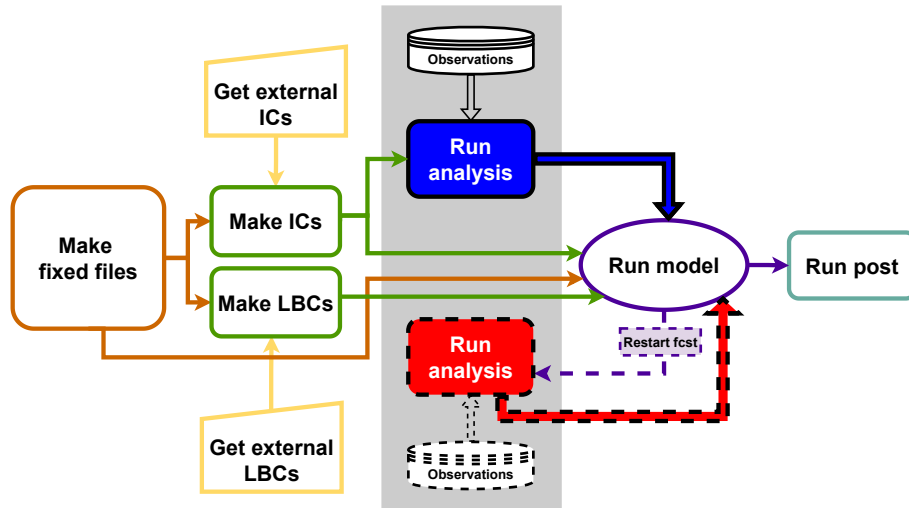 Observations
Get external
ICs
Run
analysis
Make ICs
Make
fixed files
Run model
Run post
Make LBCs
Run
analysis
Restart fcst
Get external
LBCs
Observations